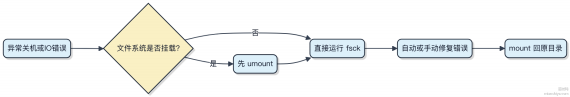 异常关机或IO错误
文件系统是否挂载?
否
是
先 umount
直接运行 fsck
自动或手动修复错误
mount 回原目录